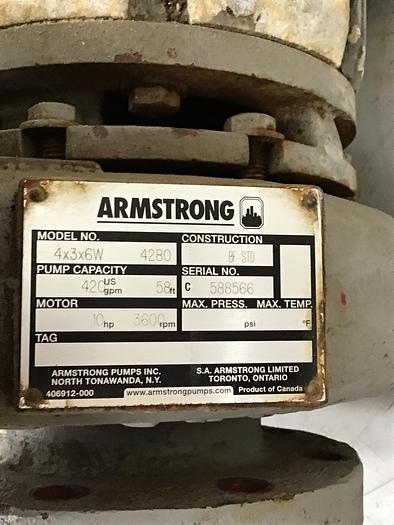 ARMSTRONG
MODEL NO. CONSTRUCTION
4x3x6W 4280 BF-STD
PUMP CAPACITY SERIAL NO.
420 US gpm 58 ft C 588566
MOTOR MAX. PRESS. MAX. TEMP.
10 hp 3600 rpm psi °F
TAG
ARMSTRONG PUMPS INC. S.A. ARMSTRONG LIMITED
NORTH TONAWANDA, N.Y. TORONTO, ONTARIO
406912-000 www.armstrongpumps.com Product of Canada